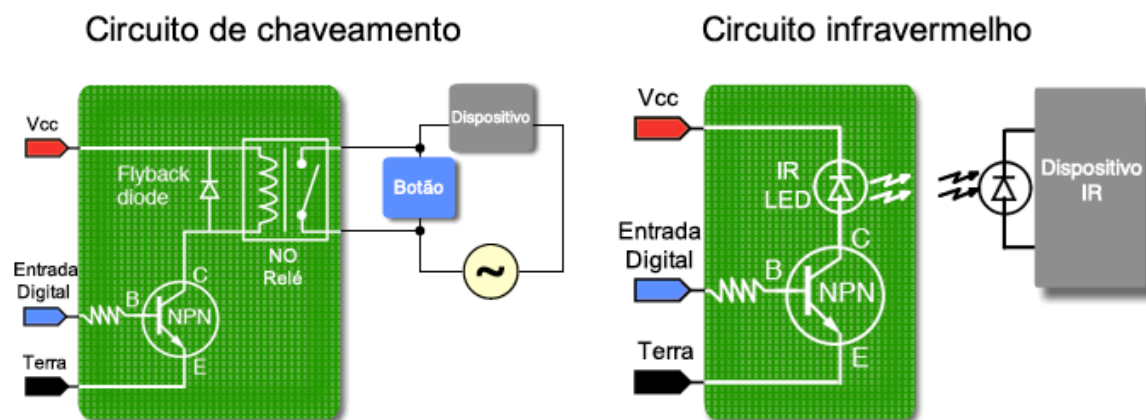 Circuito de chaveamento
Vcc
Flyback
diode
Dispositivo
Botão
NO
Relé
Entrada
Digital
B
C
NPN
E
Terra
~
Circuito infravermelho
Vcc
IR
LED
Dispositivo
IR
Entrada
Digital
B
C
NPN
E
Terra